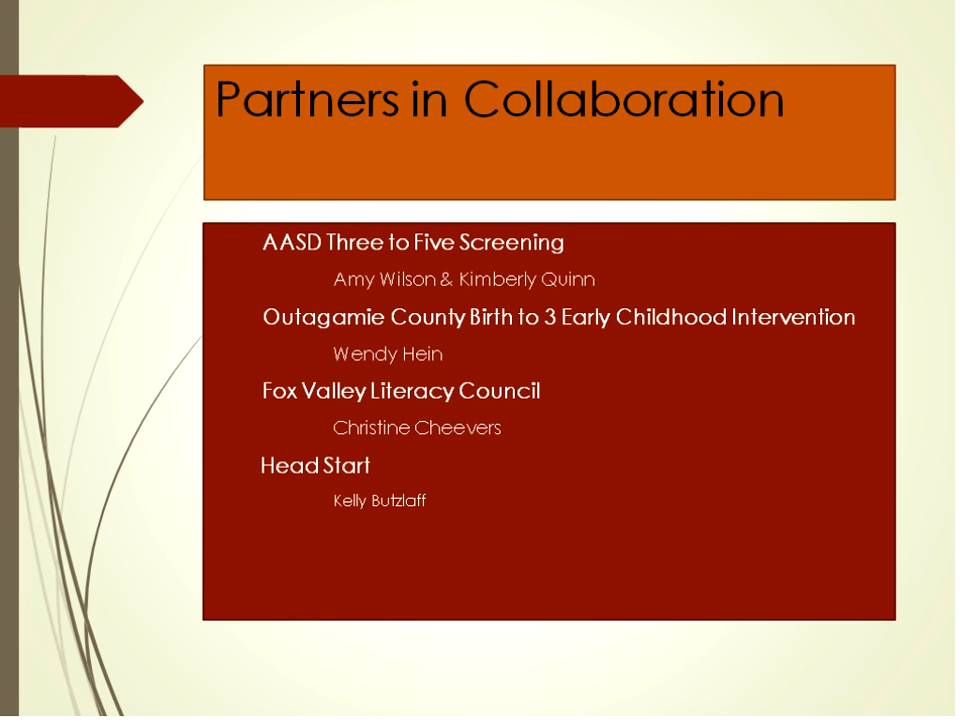 Partners in Collaboration
AASD Three to Five Screening
Amy Wilson & Kimberly Quinn
Outagamie County Birth to 3 Early Childhood Intervention
Wendy Hein
Fox Valley Literacy Council
Christine Cheevers
Head Start
Kelly Butzlaff